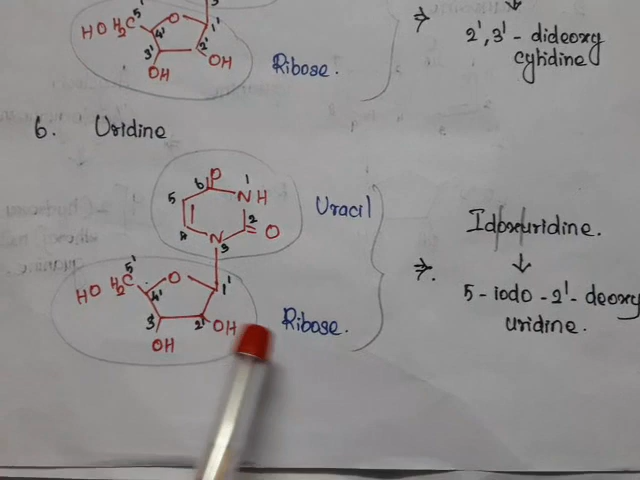 HO H₂C 5' O 1'
4'
3' 2' OH
OH
Ribose.
⇒ ↓
2', 3' - dideoxy
cytidine
6. Uridine
O
6 1
5 N H
2
4 N O
3
Uracil
HO H₂C 5' O
4' 1'
3' 2' OH
OH
Ribose.
⇒.
Idoxuridine.
↓
5 - iodo - 2' - deoxy
uridine.